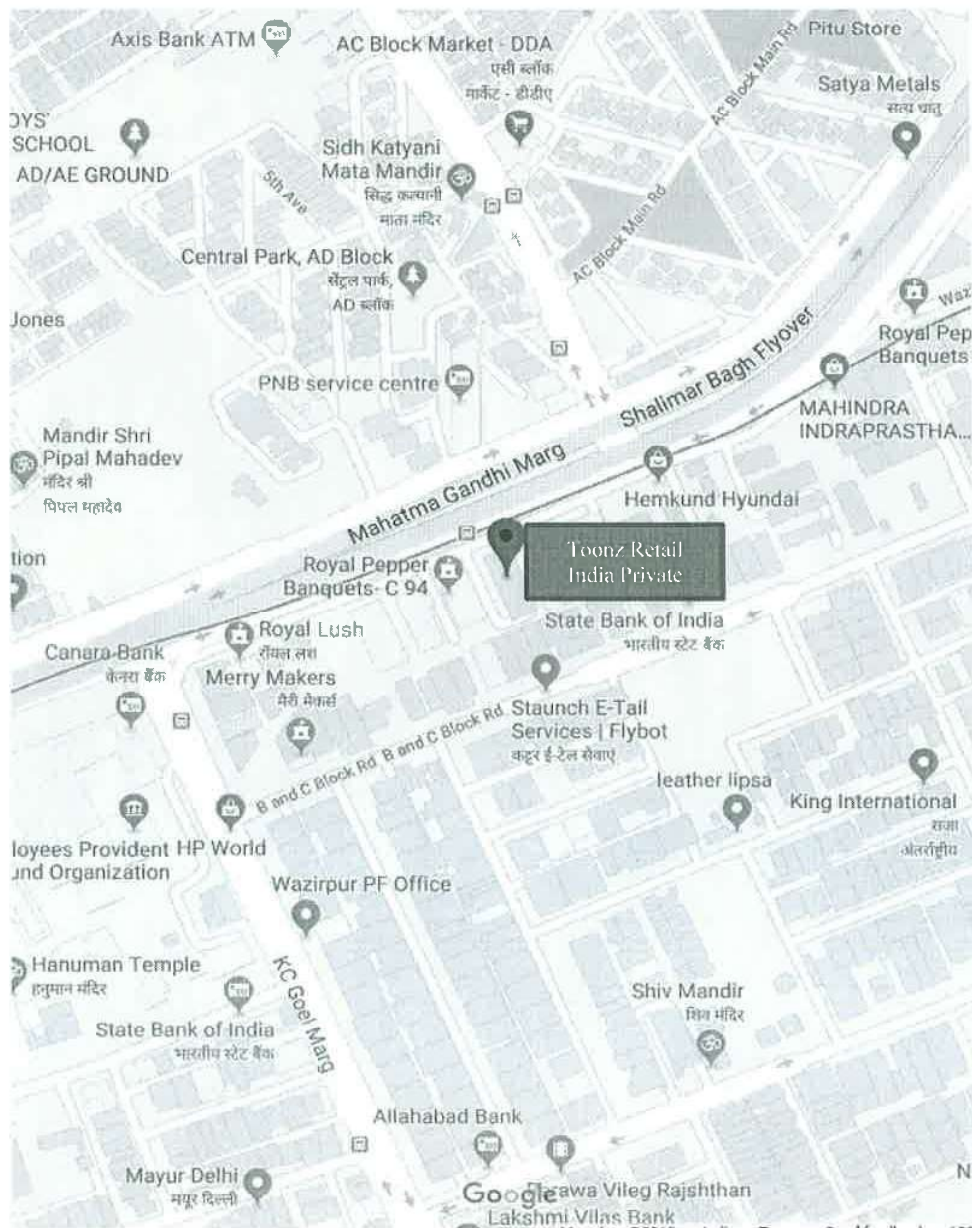 Axis Bank ATM
AC Block Market - DDA
एसी ब्लॉक
मार्केट - डीडीए
AC Block Main Rd
Pitu Store
Satya Metals
सत्य धातु
OYS'
SCHOOL
AD/AE GROUND
5th Ave
Sidh Katyani
Mata Mandir
सिद्ध कात्यानी
माता मंदिर
AC Block Main Rd
Central Park, AD Block
सेंट्रल पार्क,
AD ब्लॉक
Jones
Waz
Royal Pep
Banquets
PNB service centre
Shalimar Bagh Flyover
MAHINDRA
INDRAPRASTHA...
Mandir Shri
Pipal Mahadev
मंदिर श्री
पिपल महादेव
Mahatma Gandhi Marg
Hemkund Hyundai
tion
Royal Pepper
Banquets- C 94
Toonz Retail
India Private
State Bank of India
भारतीय स्टेट बैंक
Royal Lush
रॉयल लश
Canara Bank
केनरा बैंक
Merry Makers
मैरी मेकर्स
B and C Block Rd
B and C Block Rd
Staunch E-Tail
Services | Flybot
कट्टर ई-टेल सेवाएं
leather lipsa
King International
राजा
अंतर्राष्ट्रीय
loyees Provident
und Organization
HP World
Wazirpur PF Office
Hanuman Temple
हनुमान मंदिर
KC Goel Marg
State Bank of India
भारतीय स्टेट बैंक
Shiv Mandir
शिव मंदिर
Allahabad Bank
Mayur Delhi
मयूर दिल्ली
N
Google
arawa Vileg Rajshthan
Lakshmi Vilas Bank